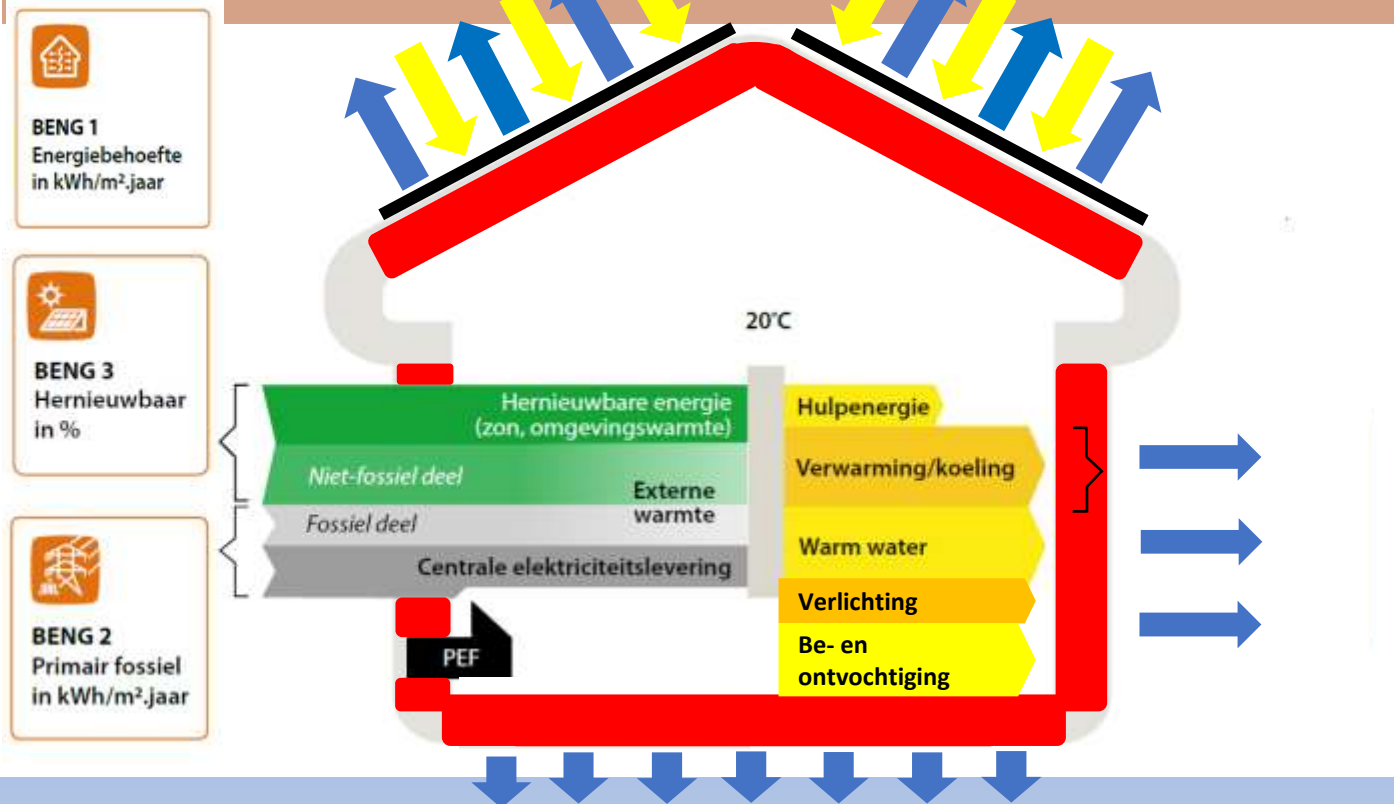 BENG 1
Energiebehoefte
in kWh/m².jaar
BENG 3
Hernieuwbaar
in %
BENG 2
Primair fossiel
in kWh/m².jaar
20°C
Hernieuwbare energie
(zon, omgevingswarmte)
Niet-fossiel deel
Externe
warmte
Fossiel deel
Centrale elektriciteitslevering
PEF
Hulpenergie
Verwarming/koeling
Warm water
Verlichting
Be- en
ontvochtiging